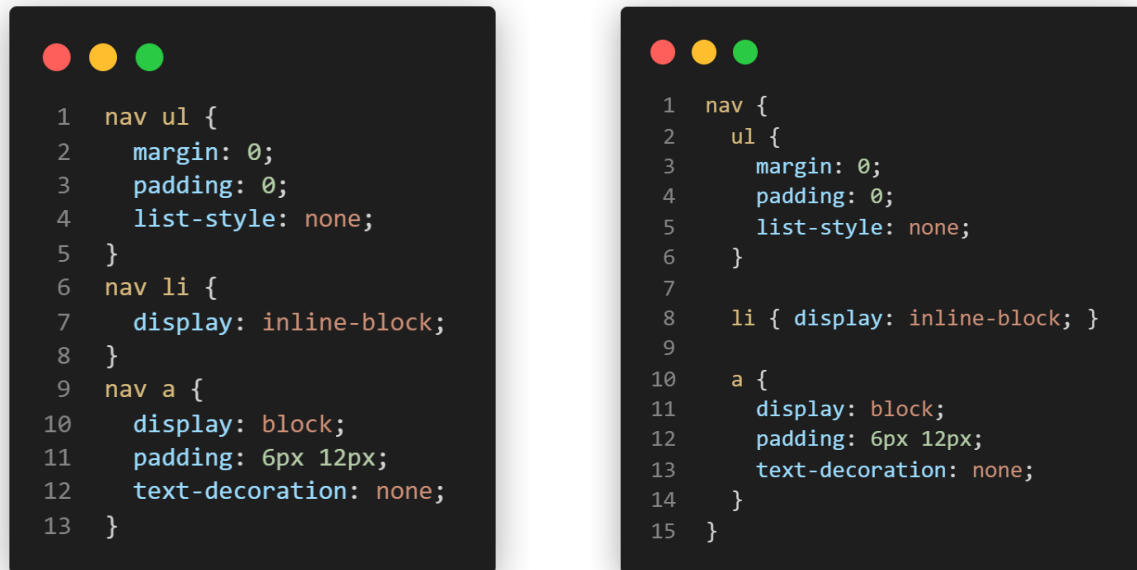 1 nav ul {
2 margin: 0;
3 padding: 0;
4 list-style: none;
5 }
6 nav li {
7 display: inline-block;
8 }
9 nav a {
10 display: block;
11 padding: 6px 12px;
12 text-decoration: none;
13 }
1 nav {
2 ul {
3 margin: 0;
4 padding: 0;
5 list-style: none;
6 }
7
8 li { display: inline-block; }
9
10 a {
11 display: block;
12 padding: 6px 12px;
13 text-decoration: none;
14 }
15 }